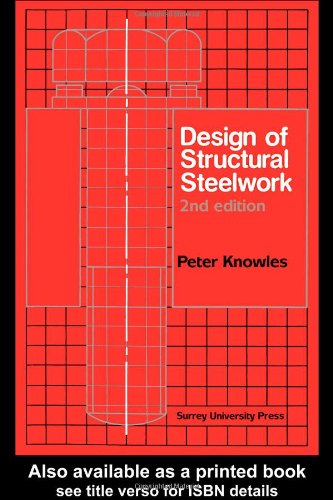 Design of
Structural
Steelwork
2nd edition
Peter Knowles
Surrey University Press
Also available as a printed book
see title verso for ISBN details